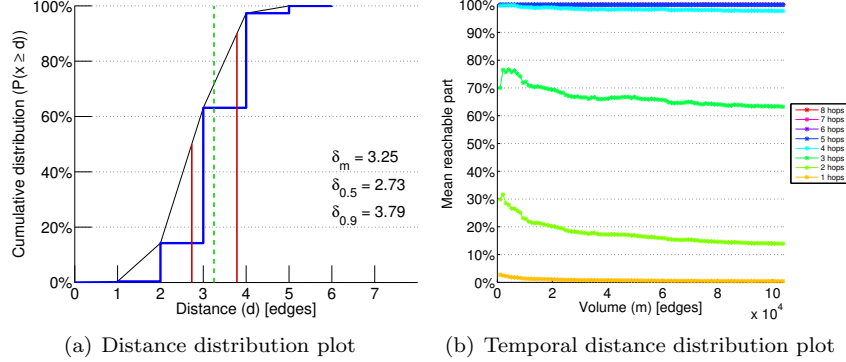 100%
80%
60%
40%
20%
0%
Cumulative distribution (P(x ≥ d))
δm = 3.25
δ0.5 = 2.73
δ0.9 = 3.79
0 1 2 3 4 5 6 7
Distance (d) [edges]
(a) Distance distribution plot
100%
90%
80%
70%
60%
50%
40%
30%
20%
10%
0%
Mean reachable part
8 hops
7 hops
6 hops
5 hops
4 hops
3 hops
2 hops
1 hops
0 2 4 6 8 10
Volume (m) [edges]
x 10^4
(b) Temporal distance distribution plot